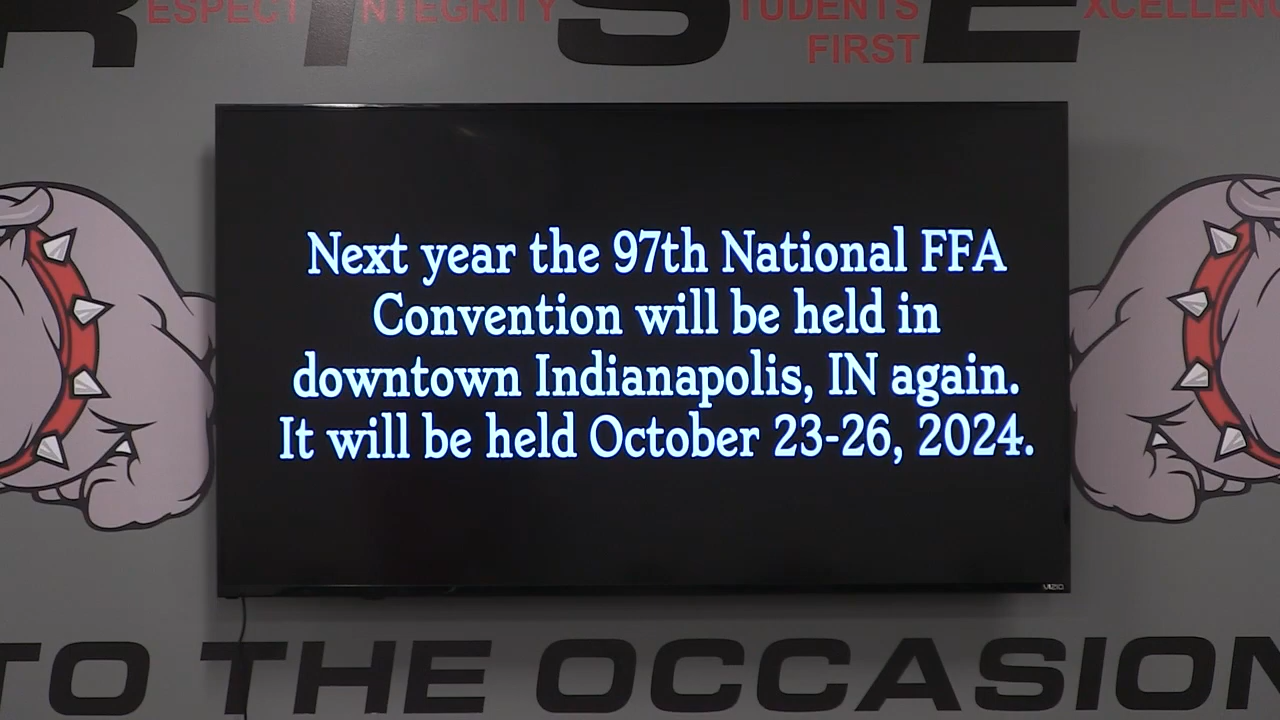 R ESPECT I NTEGRITY S TUDENTS E XCELLENC
FIRST
Next year the 97th National FFA
Convention will be held in
downtown Indianapolis, IN again.
It will be held October 23-26, 2024.
VIZIO
TO THE OCCASION